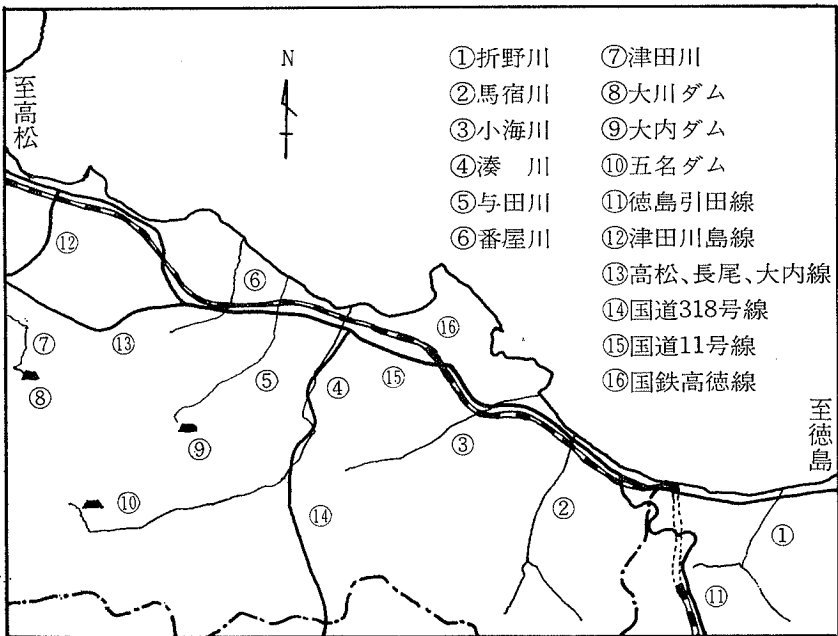 N
至高松
至徳島
①折野川
②馬宿川
③小海川
④湊　川
⑤与田川
⑥番屋川
⑦津田川
⑧大川ダム
⑨大内ダム
⑩五名ダム
⑪徳島引田線
⑫津田川島線
⑬高松、長尾、大内線
⑭国道318号線
⑮国道11号線
⑯国鉄高徳線
⑫
⑥
⑯
⑦
⑬
⑧
⑤
④
⑮
⑨
③
⑩
⑭
②
①
⑪